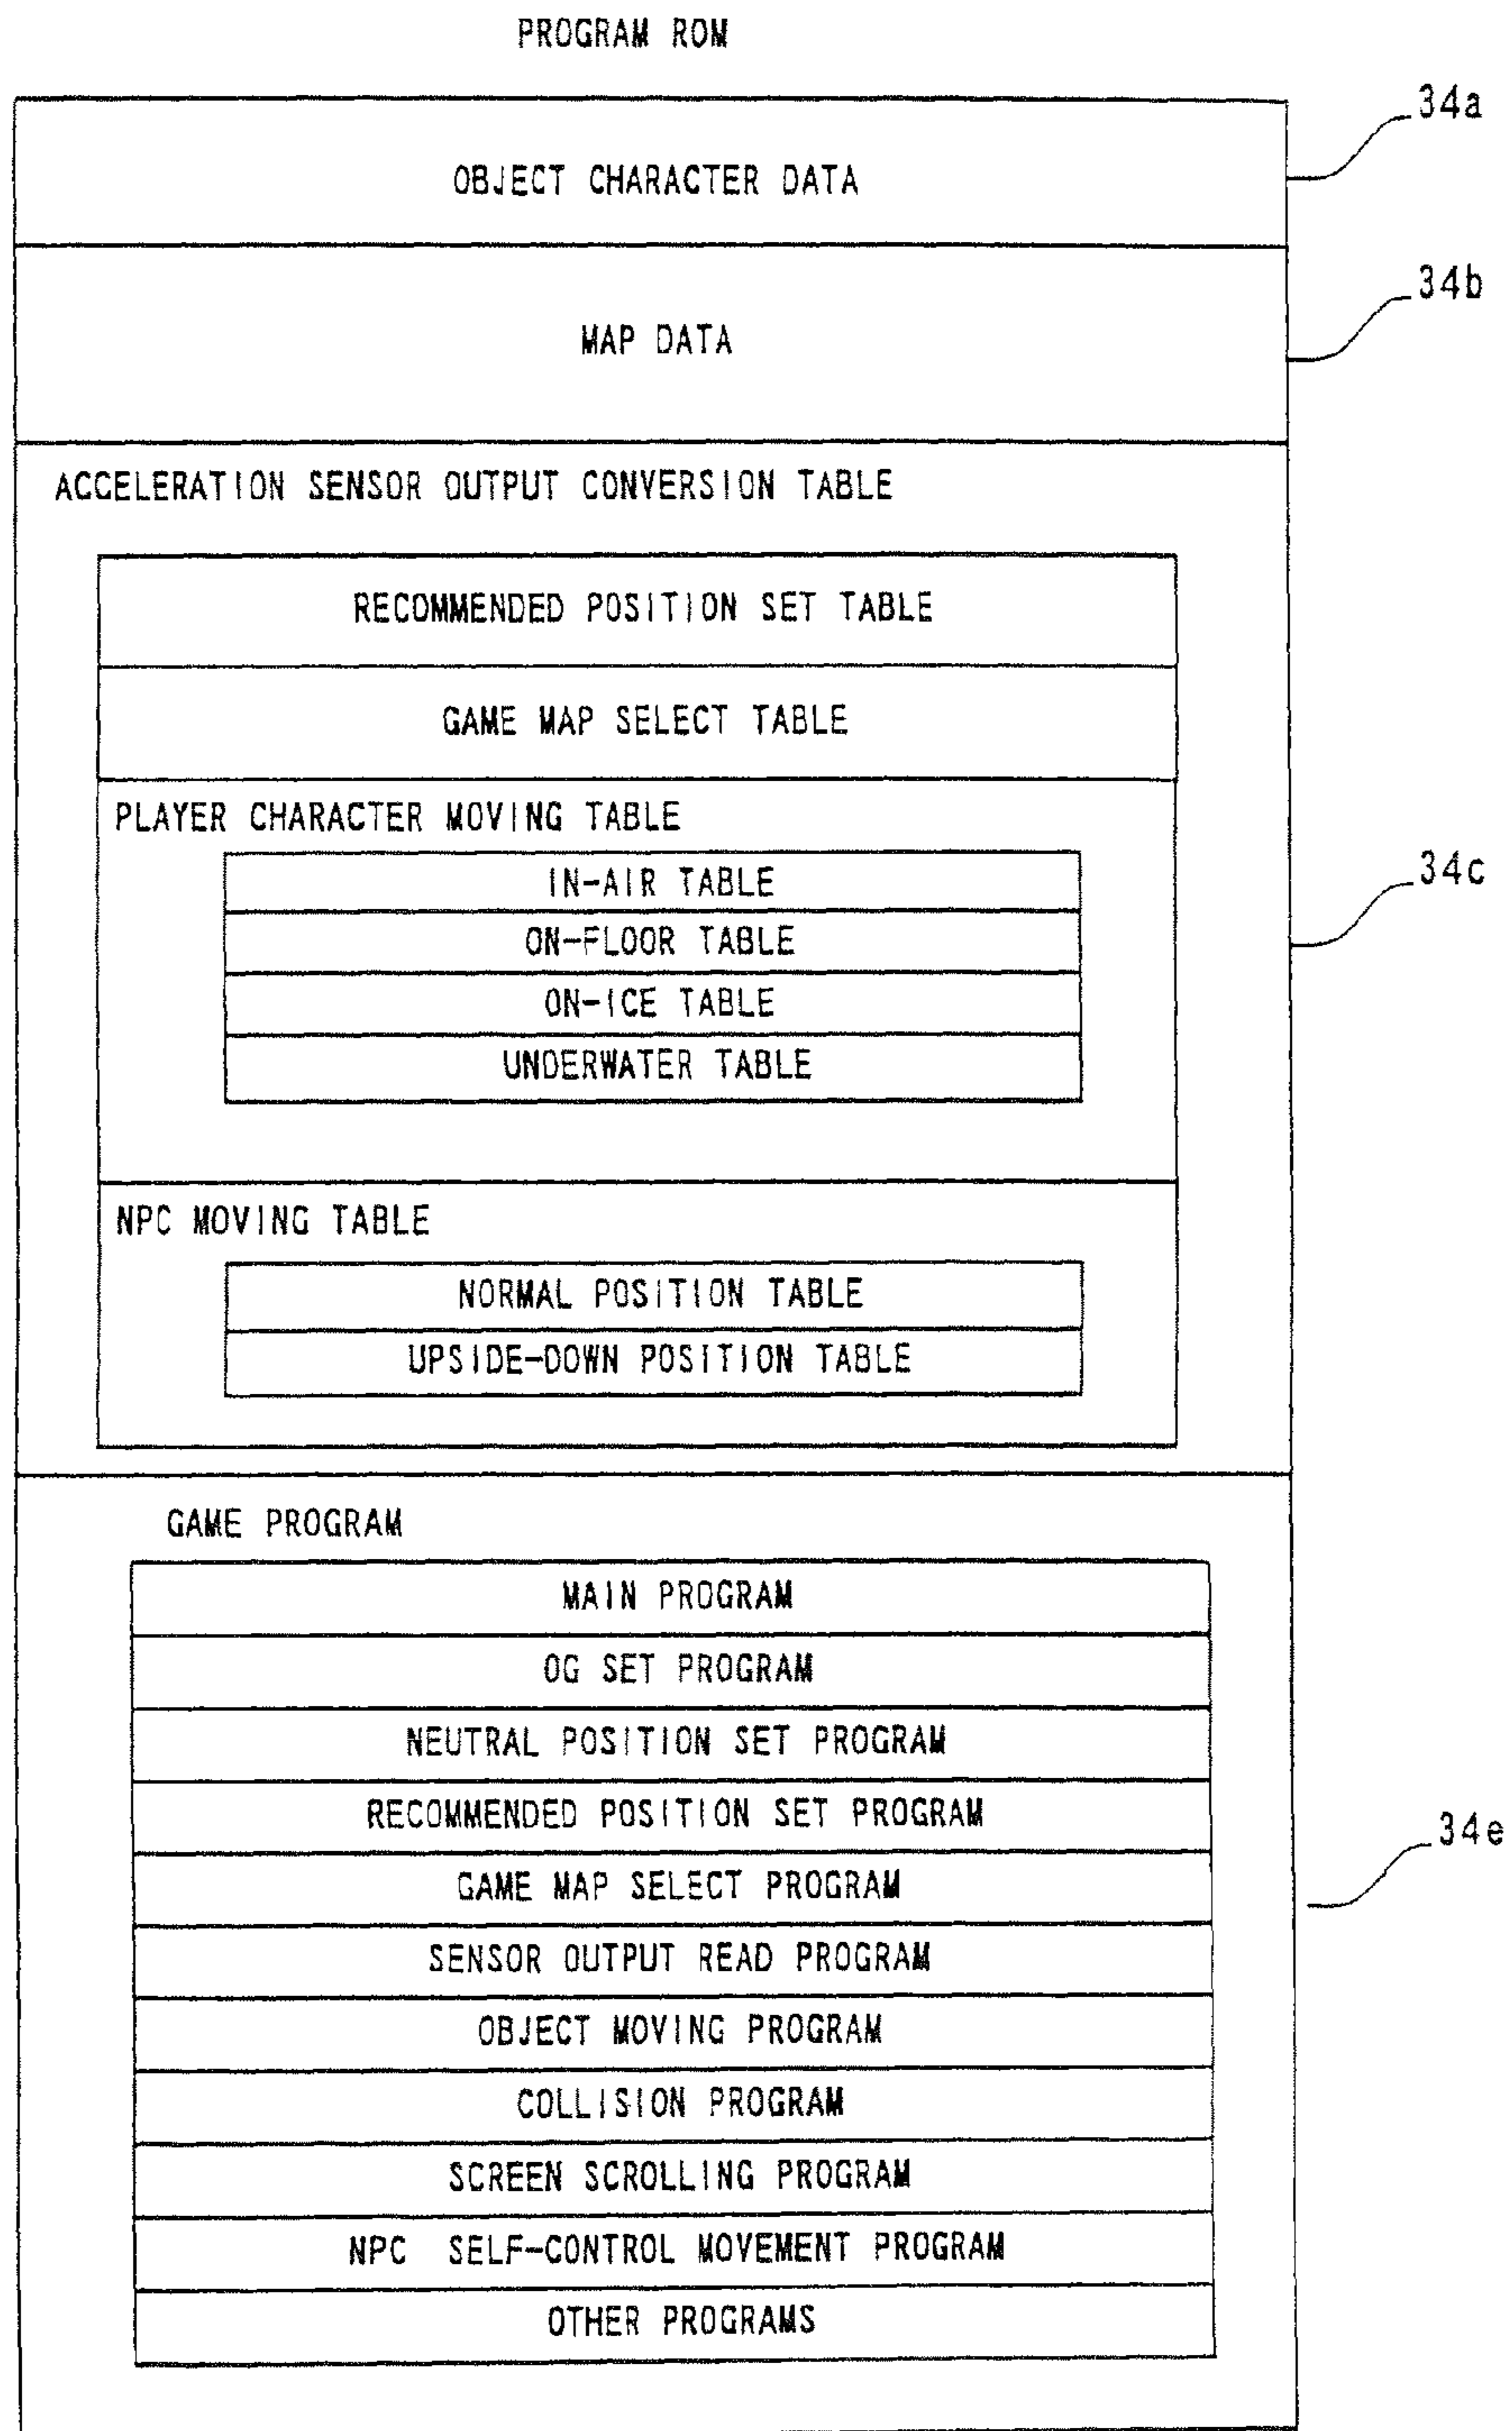 PROGRAM ROM
34a
OBJECT CHARACTER DATA
34b
MAP DATA
ACCELERATION SENSOR OUTPUT CONVERSION TABLE
RECOMMENDED POSITION SET TABLE
GAME MAP SELECT TABLE
PLAYER CHARACTER MOVING TABLE
34c
IN-AIR TABLE
ON-FLOOR TABLE
ON-ICE TABLE
UNDERWATER TABLE
NPC MOVING TABLE
NORMAL POSITION TABLE
UPSIDE-DOWN POSITION TABLE
GAME PROGRAM
MAIN PROGRAM
0G SET PROGRAM
NEUTRAL POSITION SET PROGRAM
RECOMMENDED POSITION SET PROGRAM
34e
GAME MAP SELECT PROGRAM
SENSOR OUTPUT READ PROGRAM
OBJECT MOVING PROGRAM
COLLISION PROGRAM
SCREEN SCROLLING PROGRAM
NPC SELF-CONTROL MOVEMENT PROGRAM
OTHER PROGRAMS